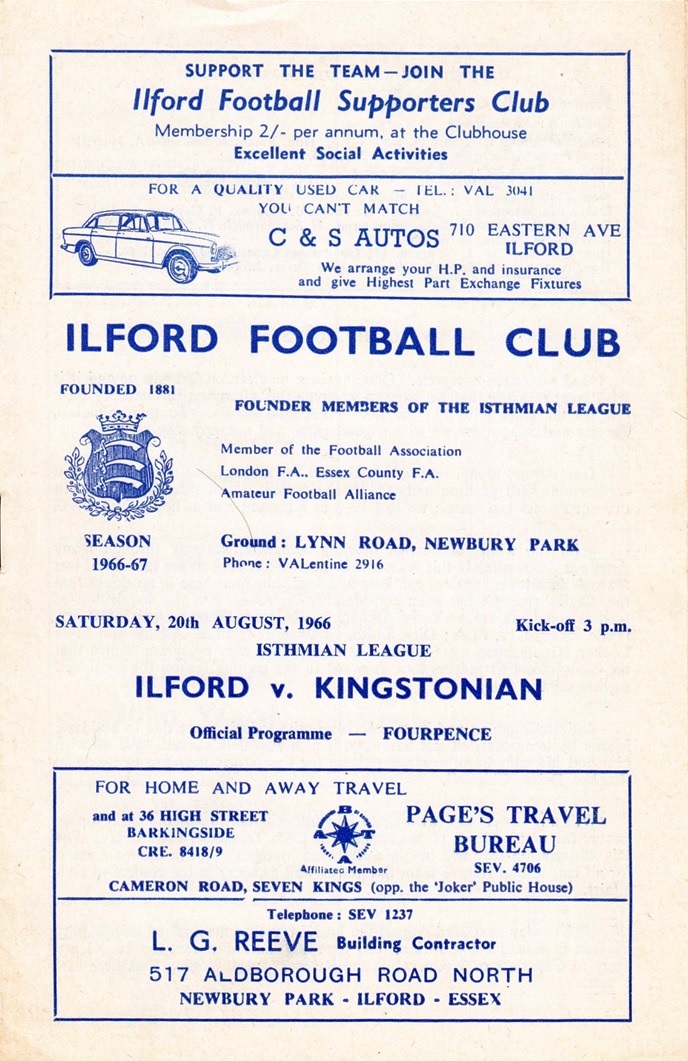 SUPPORT THE TEAM—JOIN THE
Ilford Football Supporters Club
Membership 2/- per annum, at the Clubhouse
Excellent Social Activities
FOR A QUALITY USED CAR — TEL.: VAL 3041
YOU CAN'T MATCH
C & S AUTOS
710 EASTERN AVE
ILFORD
We arrange your H.P. and insurance
and give Highest Part Exchange Fixtures
ILFORD FOOTBALL CLUB
FOUNDED 1881
FOUNDER MEMBERS OF THE ISTHMIAN LEAGUE
Member of the Football Association
London F.A.. Essex County F.A.
Amateur Football Alliance
SEASON
1966-67
Ground : LYNN ROAD, NEWBURY PARK
Phone : VALentine 2916
SATURDAY, 20th AUGUST, 1966
Kick-off 3 p.m.
ISTHMIAN LEAGUE
ILFORD v. KINGSTONIAN
Official Programme — FOURPENCE
FOR HOME AND AWAY TRAVEL
and at 36 HIGH STREET
BARKINGSIDE
CRE. 8418/9
ABTA
Affiliated Member
PAGE'S TRAVEL
BUREAU
SEV. 4706
CAMERON ROAD, SEVEN KINGS (opp. the 'Joker' Public House)
Telephone : SEV 1237
L. G. REEVE Building Contractor
517 ALDBOROUGH ROAD NORTH
NEWBURY PARK - ILFORD - ESSEX